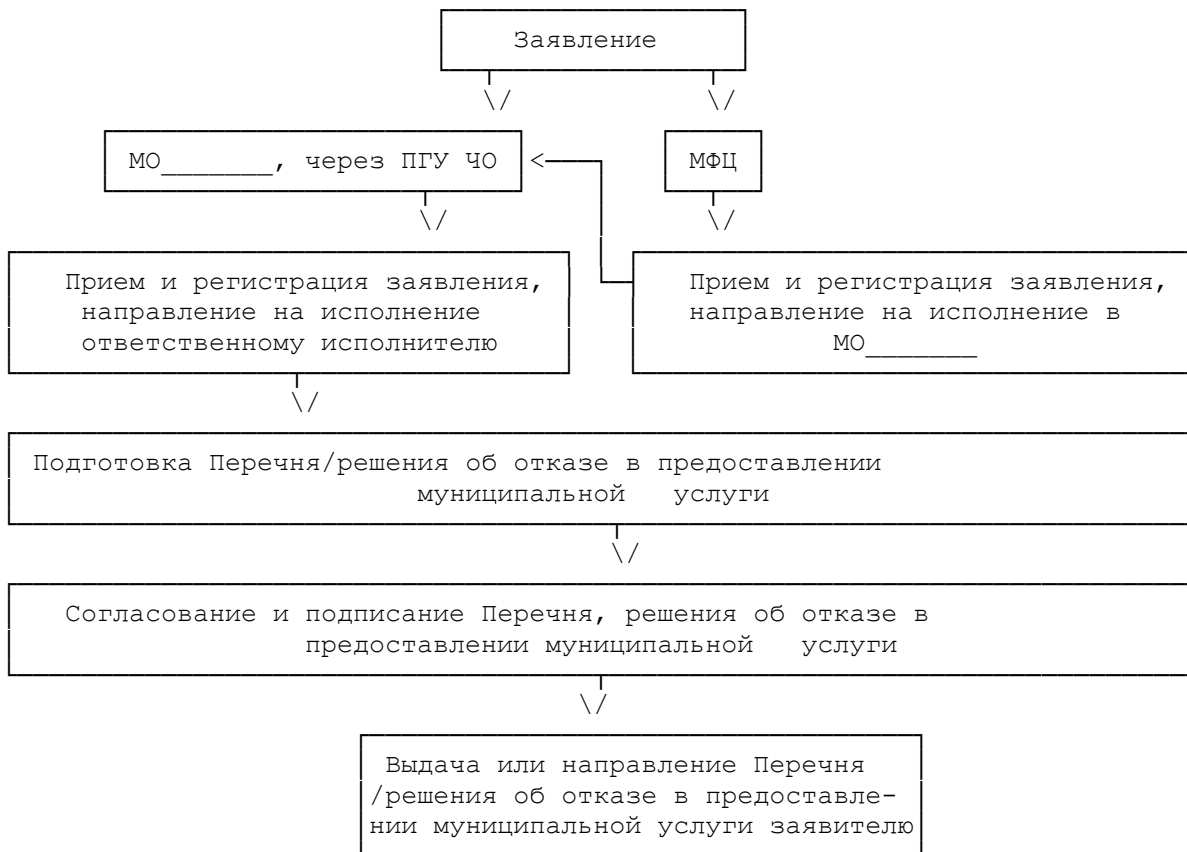 Заявление
МО_______, через ПГУ ЧО
МФЦ
Прием и регистрация заявления,
направление на исполнение
ответственному исполнителю
Прием и регистрация заявления,
направление на исполнение в
МО_______
Подготовка Перечня/решения об отказе в предоставлении
муниципальной услуги
Согласование и подписание Перечня, решения об отказе в
предоставлении муниципальной услуги
Выдача или направление Перечня
/решения об отказе в предоставле-
нии муниципальной услуги заявителю